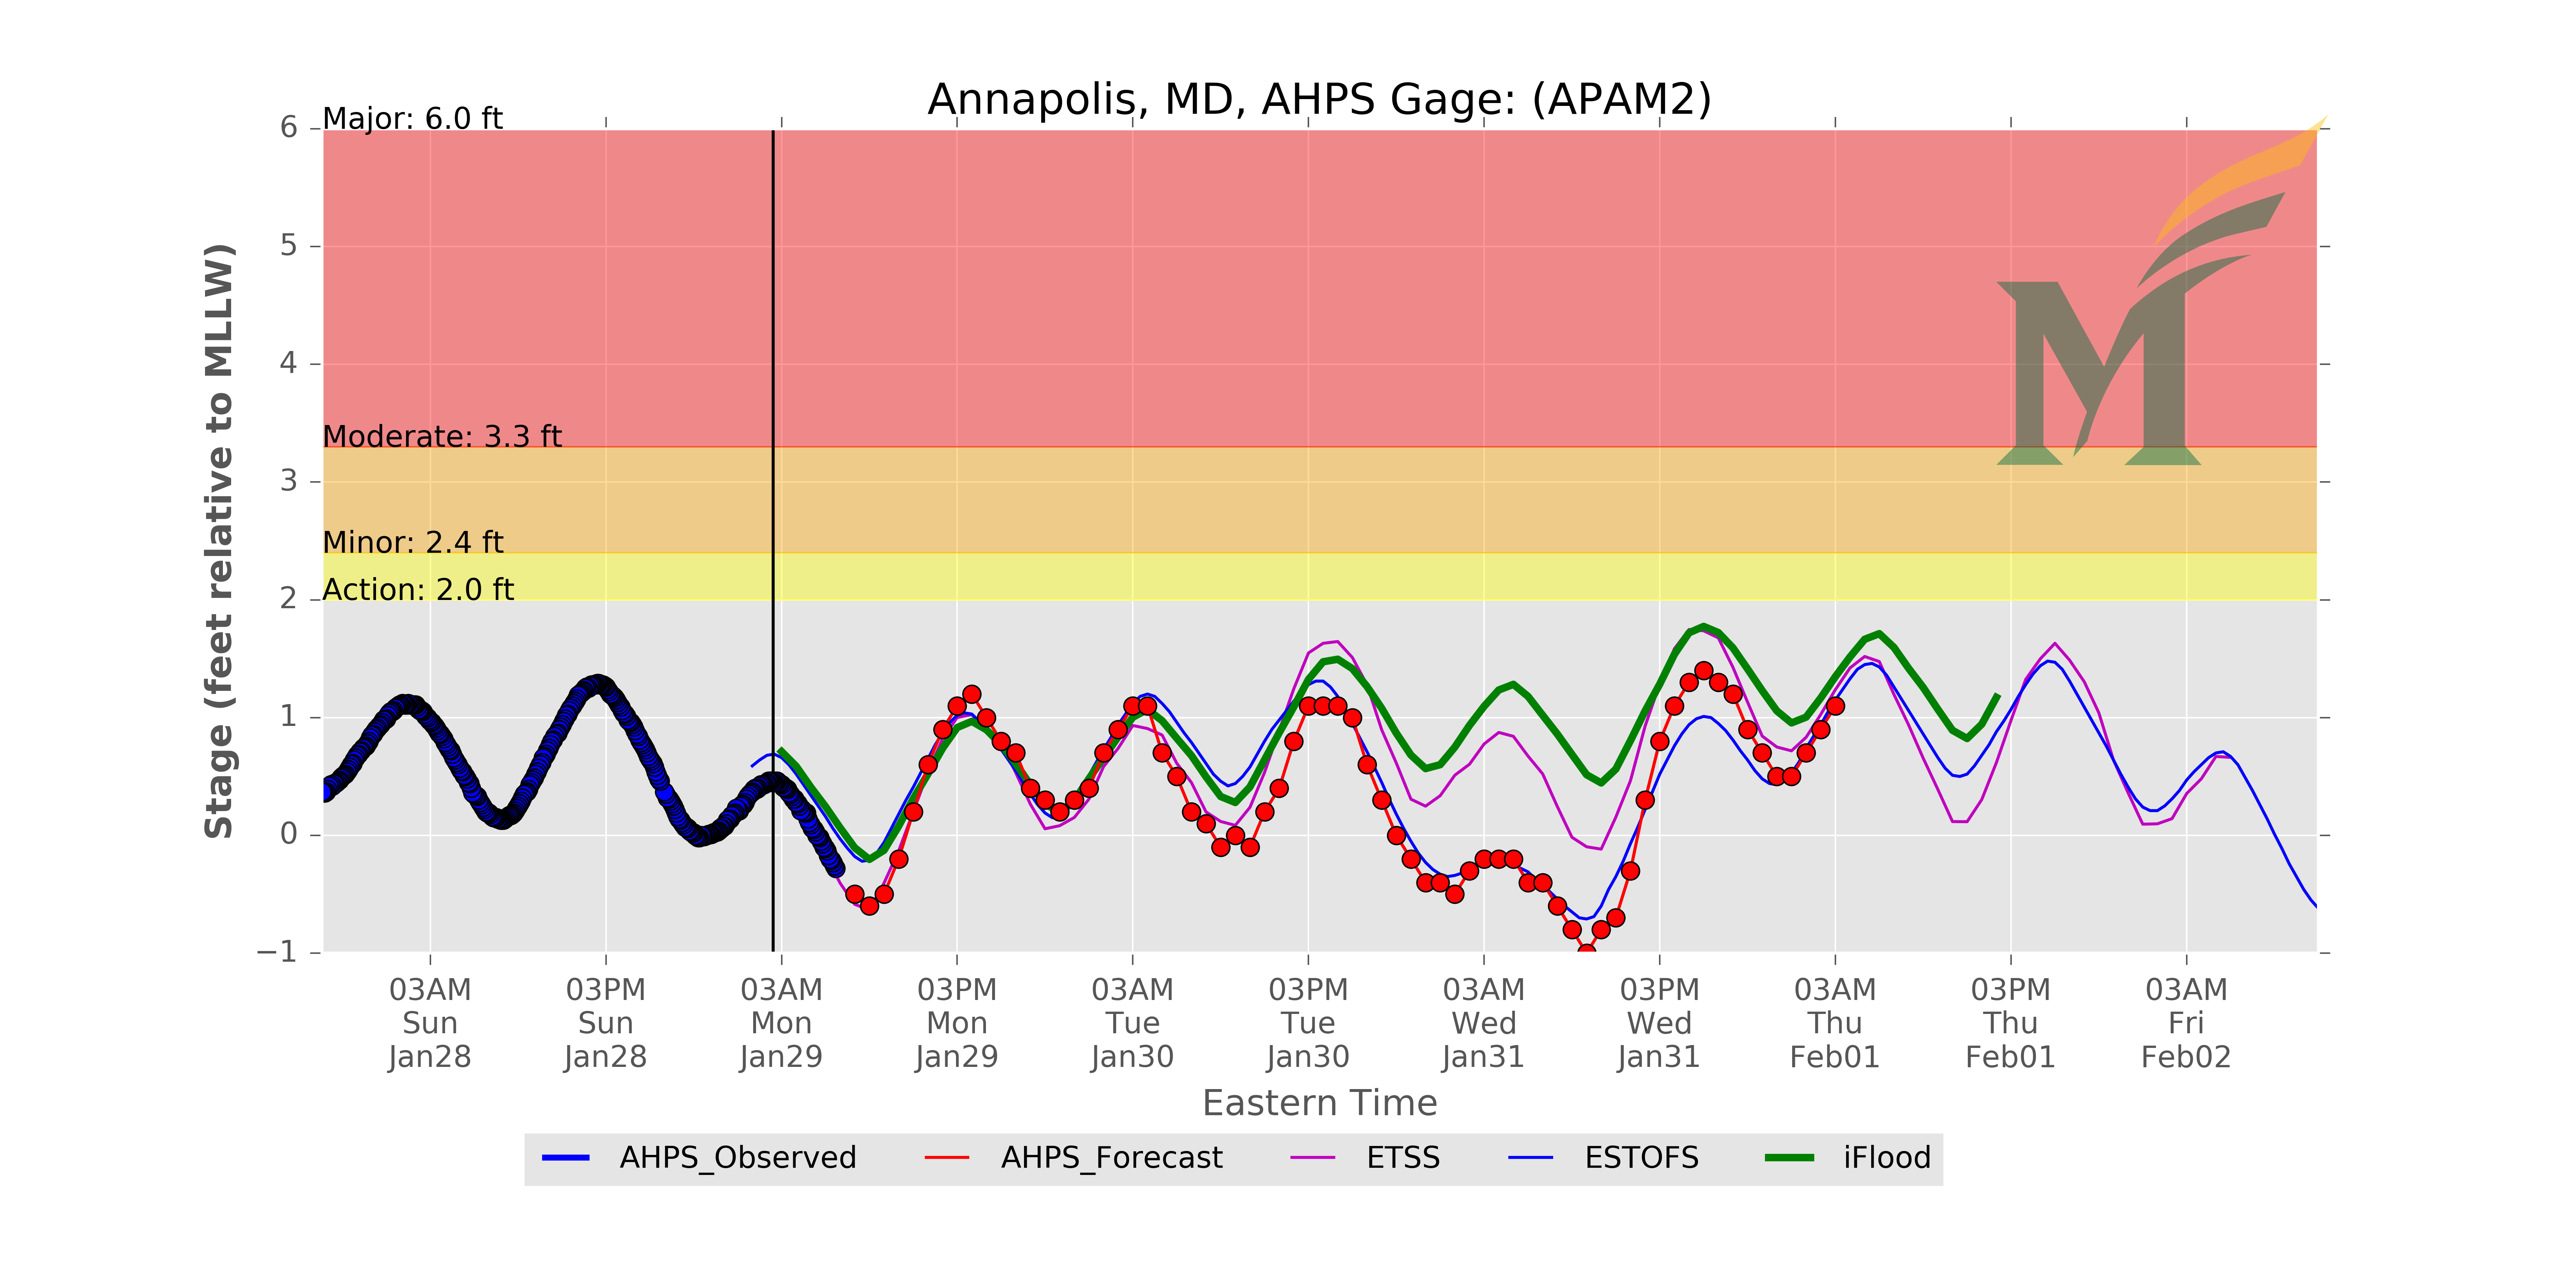 Annapolis, MD, AHPS Gage: (APAM2)
Major: 6.0 ft
Moderate: 3.3 ft
Minor: 2.4 ft
Action: 2.0 ft
Stage (feet relative to MLLW)
6
5
4
3
2
1
0
−1
03AM 03PM 03AM 03PM 03AM 03PM 03AM 03PM 03AM 03PM 03AM
Sun Sun Mon Mon Tue Tue Wed Wed Thu Thu Fri
Jan28 Jan28 Jan29 Jan29 Jan30 Jan30 Jan31 Jan31 Feb01 Feb01 Feb02
Eastern Time
AHPS_Observed AHPS_Forecast ETSS ESTOFS iFlood
M